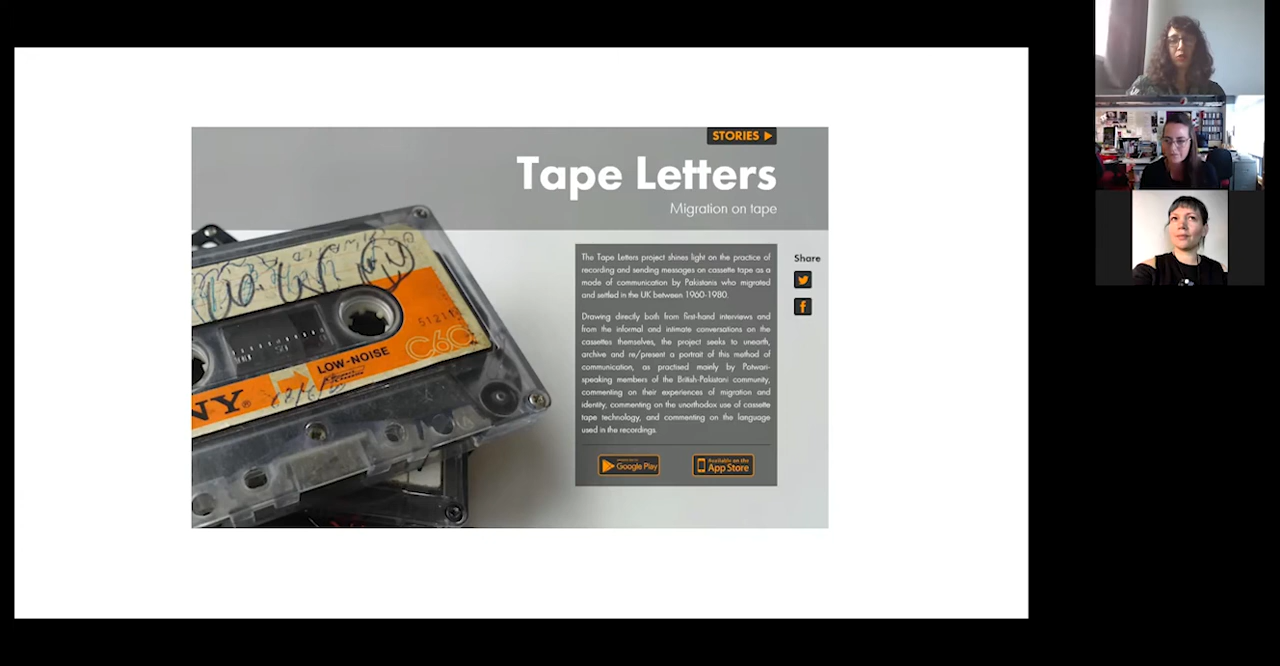 STORIES
Tape Letters
Migration on tape
The Tape Letters project shines light on the practice of
recording and sending messages on cassette tape as a
mode of communication by Pakistanis who migrated
and settled in the UK between 1960-1980.
Drawing directly both from first-hand interviews and
from the informal and intimate conversations on the
cassettes themselves, the project seeks to unearth,
archive and re/present a portrait of this method of
communication, as practised mainly by Potwari-
speaking members of the British-Pakistani community,
commenting on their experiences of migration and
identity, commenting on the unorthodox use of cassette
tape technology, and commenting on the language
used in the recordings.
Google Play
Available on the
App Store
Share
LOW-NOISE
C60
NY